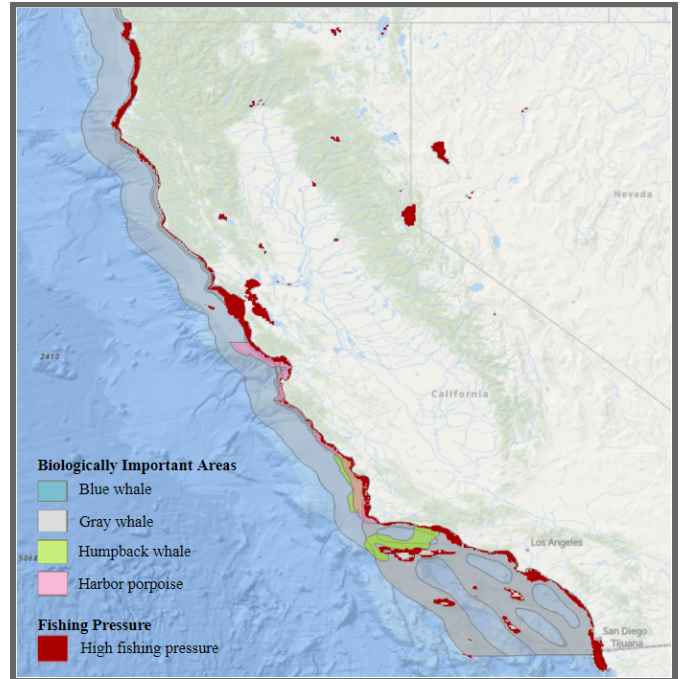 Nevada
2410
California
Biologically Important Areas
Blue whale
Gray whale
Humpback whale
Harbor porpoise
5068
Los Angeles
Fishing Pressure
High fishing pressure
San Diego
Tijuana